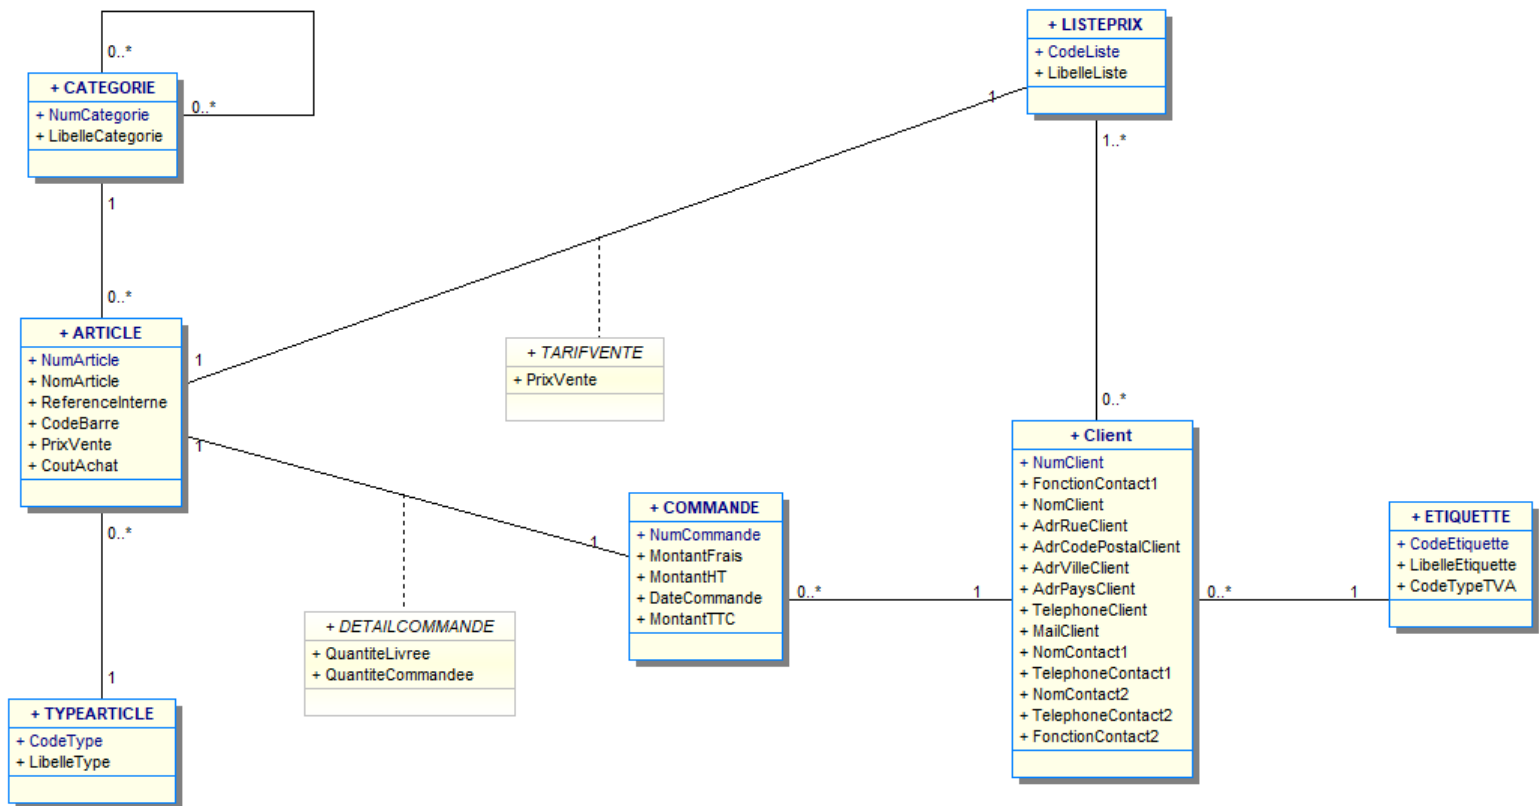 0..*
+ CATEGORIE
+ NumCategorie
+ LibelleCategorie
0..*
1
0..*
+ LISTEPRIX
+ CodeListe
+ LibelleListe
1
1..*
0..*
+ ARTICLE
+ NumArticle
+ NomArticle
+ ReferenceInterne
+ CodeBarre
+ PrixVente
+ CoutAchat
1
1
0..*
+ TARIFVENTE
+ PrixVente
+ DETAILCOMMANDE
+ QuantiteLivree
+ QuantiteCommandee
+ COMMANDE
+ NumCommande
+ MontantFrais
+ MontantHT
+ DateCommande
+ MontantTTC
1
0..*
1
+ Client
+ NumClient
+ FonctionContact1
+ NomClient
+ AdrRueClient
+ AdrCodePostalClient
+ AdrVilleClient
+ AdrPaysClient
+ TelephoneClient
+ MailClient
+ NomContact1
+ TelephoneContact1
+ NomContact2
+ TelephoneContact2
+ FonctionContact2
0..*
1
+ ETIQUETTE
+ CodeEtiquette
+ LibelleEtiquette
+ CodeTypeTVA
1
+ TYPEARTICLE
+ CodeType
+ LibelleType